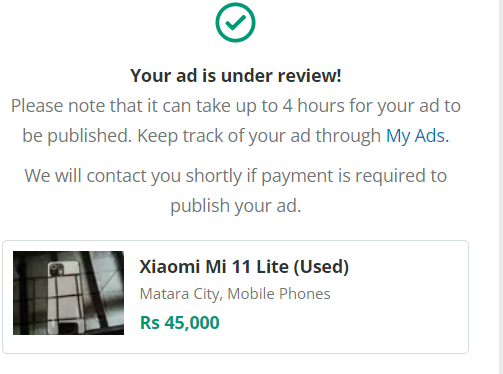 Your ad is under review!
Please note that it can take up to 4 hours for your ad to
be published. Keep track of your ad through My Ads.
We will contact you shortly if payment is required to
publish your ad.
Xiaomi Mi 11 Lite (Used)
Matara City, Mobile Phones
Rs 45,000